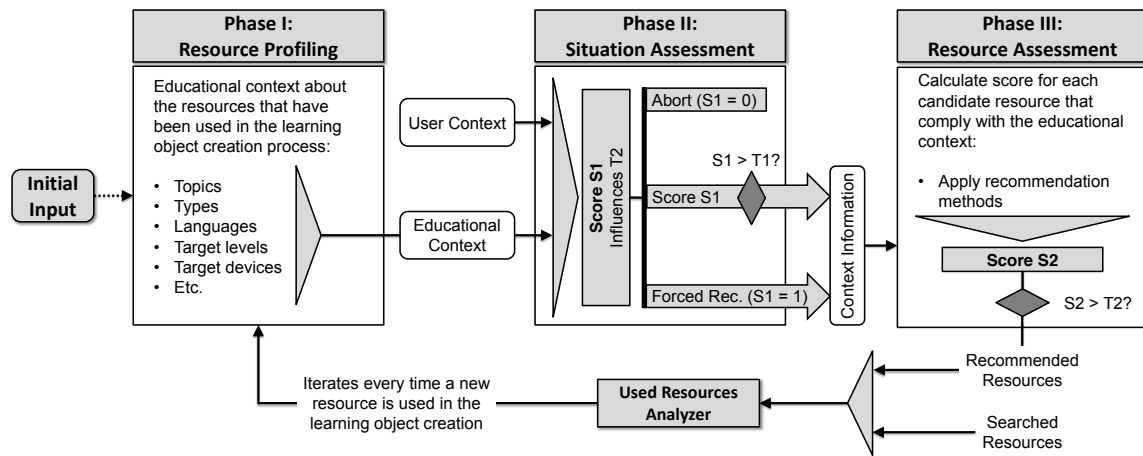 Phase I:
Resource Profiling
Educational context about
the resources that have
been used in the learning
object creation process:
• Topics
• Types
• Languages
• Target levels
• Target devices
• Etc.
Initial
Input
User Context
Educational
Context
Phase II:
Situation Assessment
Score S1
Influences T2
Abort (S1 = 0)
S1 > T1?
Score S1
Forced Rec. (S1 = 1)
Context Information
Phase III:
Resource Assessment
Calculate score for each
candidate resource that
comply with the educational
context:
• Apply recommendation
methods
Score S2
S2 > T2?
Recommended
Resources
Searched
Resources
Used Resources
Analyzer
Iterates every time a new
resource is used in the
learning object creation